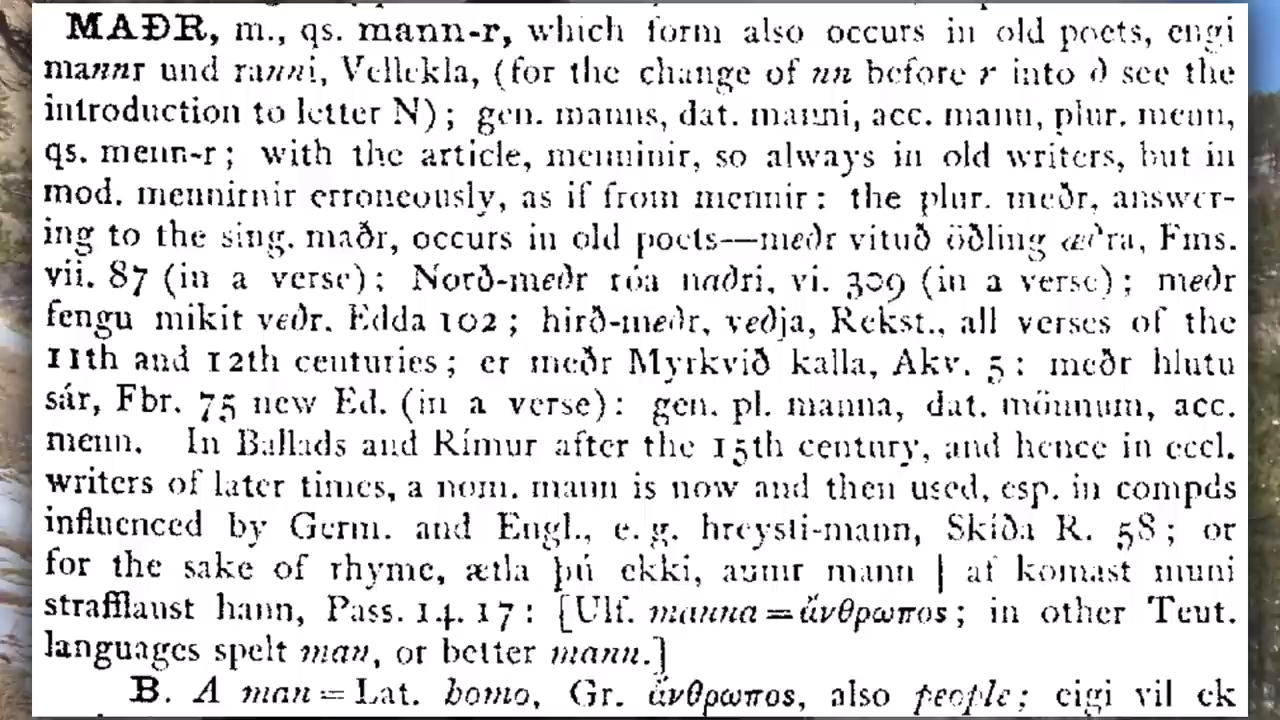 MAÐR, m., qs. mann-r, which form also occurs in old poets, engi
mannr und ranni, Vellekla, (for the change of nn before r into ð see the
introduction to letter N); gen. manns, dat. manni, acc. mann, plur. menn,
qs. menn-r; with the article, menninir, so always in old writers, but in
mod. mennirnir erroneously, as if from mennir: the plur. meðr, answer-
ing to the sing. maðr, occurs in old poets—meðr vituð öðling æðra, Fms.
vii. 87 (in a verse); Norð-meðr róa naðri, vi. 309 (in a verse); meðr
fengu mikit veðr, Edda 102; hirð-meðr, veðja, Rekst., all verses of the
11th and 12th centuries; er meðr Myrkvið kalla, Akv. 5: meðr hlutu
sár, Fbr. 75 new Ed. (in a verse): gen. pl. manna, dat. mönnum, acc.
menn. In Ballads and Rímur after the 15th century, and hence in eccl.
writers of later times, a nom. mann is now and then used, esp. in compds
influenced by Germ. and Engl., e. g. hreysti-mann, Skíða R. 58; or
for the sake of rhyme, ætla þú ekki, aumr mann | af komast muni
strafflaust hann, Pass. 14. 17: [Ulf. manna = ἄνθρωπος; in other Teut.
languages spelt man, or better mann.]
B. A man = Lat. homo, Gr. ἄνθρωπος, also people; eigi vil ek